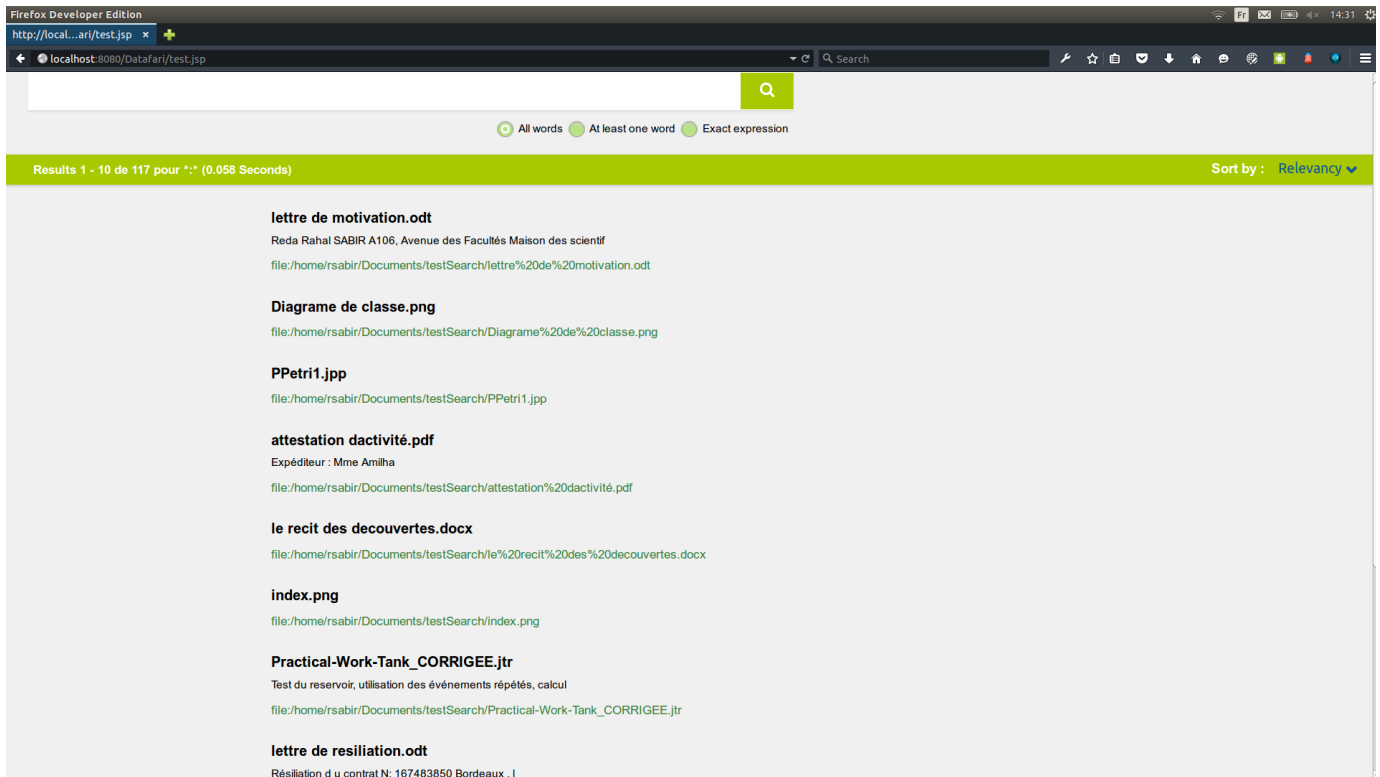 Firefox Developer Edition
Fr
14:31
http://local...ari/test.jsp ×
localhost:8080/Datafari/test.jsp
Search
All words
At least one word
Exact expression
Results 1 - 10 de 117 pour *:* (0.058 Seconds)
Sort by : Relevancy
lettre de motivation.odt
Reda Rahal SABIR A106, Avenue des Facultés Maison des scientif
file:/home/rsabir/Documents/testSearch/lettre%20de%20motivation.odt
Diagrame de classe.png
file:/home/rsabir/Documents/testSearch/Diagrame%20de%20classe.png
PPetri1.jpp
file:/home/rsabir/Documents/testSearch/PPetri1.jpp
attestation dactivité.pdf
Expéditeur : Mme Amilha
file:/home/rsabir/Documents/testSearch/attestation%20dactivité.pdf
le recit des decouvertes.docx
file:/home/rsabir/Documents/testSearch/le%20recit%20des%20decouvertes.docx
index.png
file:/home/rsabir/Documents/testSearch/index.png
Practical-Work-Tank_CORRIGEE.jtr
Test du reservoir, utilisation des événements répétés, calcul
file:/home/rsabir/Documents/testSearch/Practical-Work-Tank_CORRIGEE.jtr
lettre de resiliation.odt
Résiliation d u contrat N: 167483850 Bordeaux , l